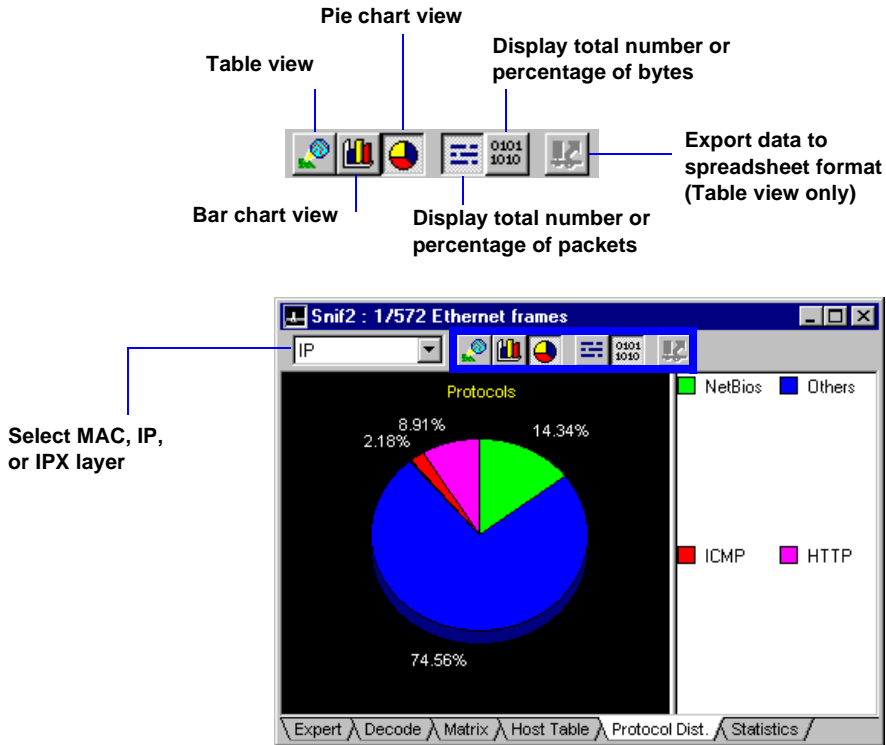 Pie chart view
Display total number or
percentage of bytes
Table view
0101
1010
Export data to
spreadsheet format
(Table view only)
Bar chart view
Display total number or
percentage of packets
Snif2 : 1/572 Ethernet frames
IP
0101
1010
Select MAC, IP,
or IPX layer
Protocols
8.91%
14.34%
2.18%
74.56%
NetBios
Others
ICMP
HTTP
Expert
Decode
Matrix
Host Table
Protocol Dist.
Statistics